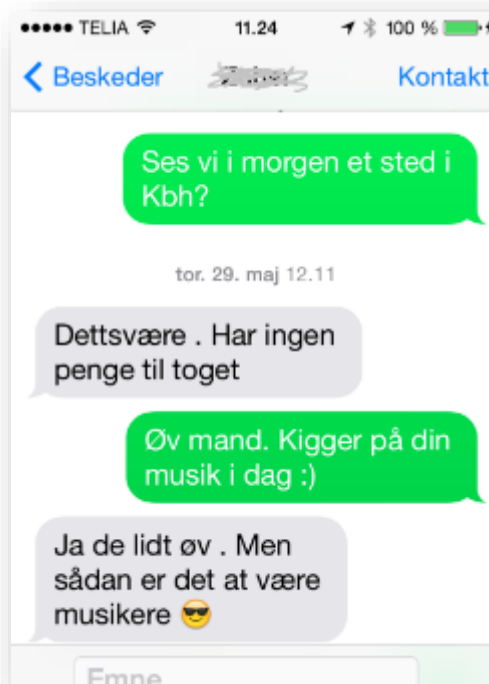 TELIA 11.24 100 %
Beskeder Kontakt
Ses vi i morgen et sted i
Kbh?
tor. 29. maj 12.11
Dettsvære . Har ingen
penge til toget
Øv mand. Kigger på din
musik i dag :)
Ja de lidt øv . Men
sådan er det at være
musikere 😎
Emne